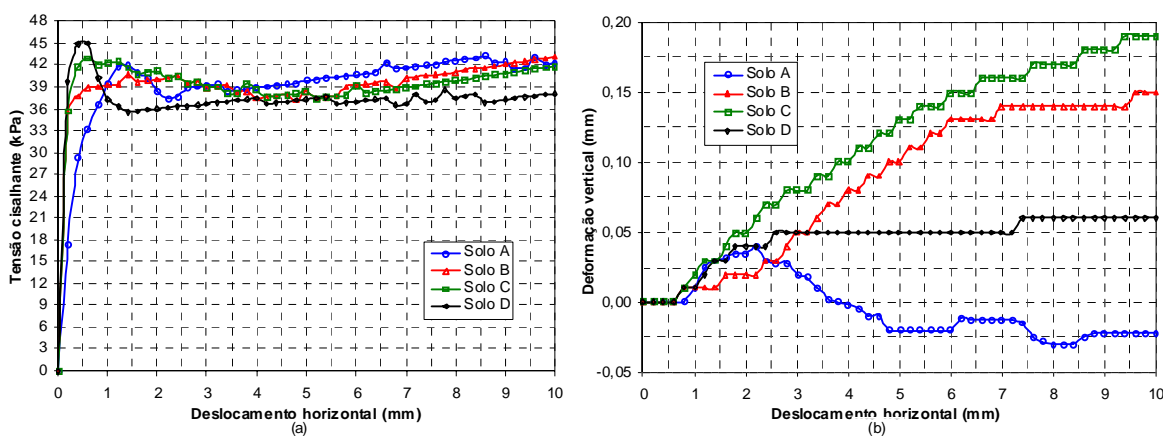 48
45
42
39
36
33
30
27
24
21
18
15
12
9
6
3
0
Tensão cisalhante (kPa)
Solo A
Solo B
Solo C
Solo D
0 1 2 3 4 5 6 7 8 9 10
Deslocamento horizontal (mm)
(a)
0,20
0,15
0,10
0,05
0,00
-0,05
Deformação vertical (mm)
Solo A
Solo B
Solo C
Solo D
0 1 2 3 4 5 6 7 8 9 10
Deslocamento horizontal (mm)
(b)